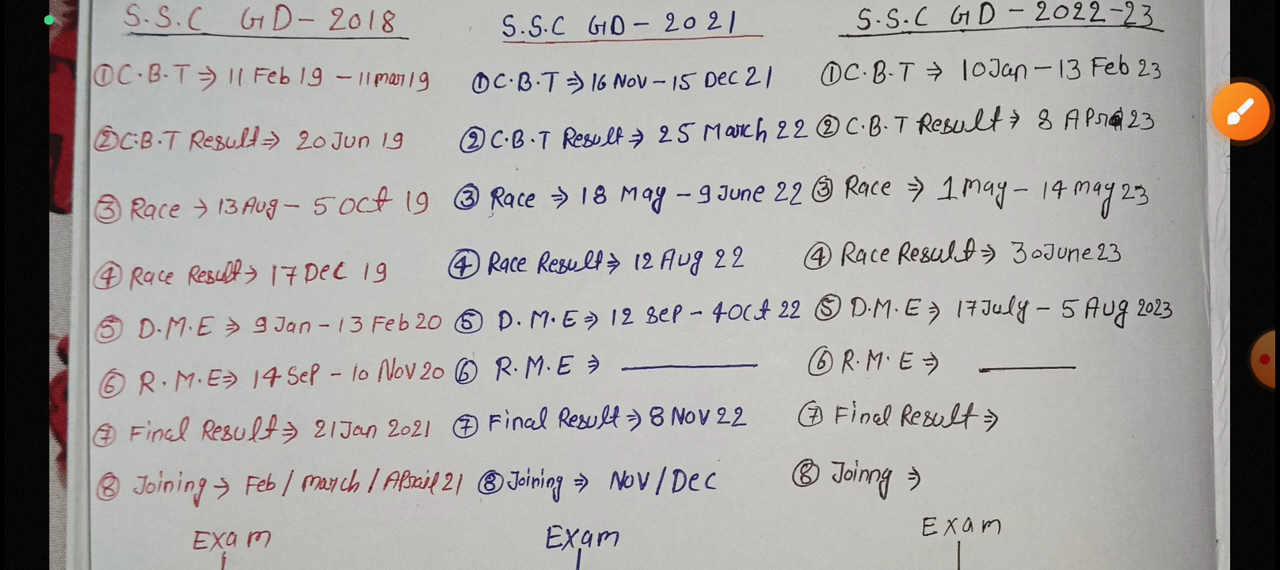 S.S.C GD - 2018
① C.B.T ⇒ 11 Feb 19 - 11 mar 19
② C.B.T Result ⇒ 20 Jun 19
③ Race → 13 Aug - 5 Oct 19
④ Race Result → 17 Dec 19
⑤ D.M.E ⇒ 9 Jan - 13 Feb 20
⑥ R.M.E ⇒ 14 Sep - 10 Nov 20
⑦ Final Result ⇒ 21 Jan 2021
⑧ Joining → Feb / march / Aprail 21
Exam
S.S.C GD - 2021
① C.B.T ⇒ 16 Nov - 15 Dec 21
② C.B.T Result ⇒ 25 March 22
③ Race ⇒ 18 May - 9 June 22
④ Race Result ⇒ 12 Aug 22
⑤ D.M.E ⇒ 12 Sep - 4 Oct 22
⑥ R.M.E ⇒ ______
⑦ Final Result ⇒ 8 Nov 22
⑧ Joining ⇒ Nov / Dec
Exam
S.S.C GD - 2022-23
① C.B.T ⇒ 10 Jan - 13 Feb 23
② C.B.T Result ⇒ 8 23
③ Race ⇒ 1 may - 14 may 23
④ Race Result ⇒ 30 June 23
⑤ D.M.E ⇒ 17 July - 5 Aug 2023
⑥ R.M.E ⇒ ______
⑦ Final Result ⇒
⑧ Joinng ⇒
Exam